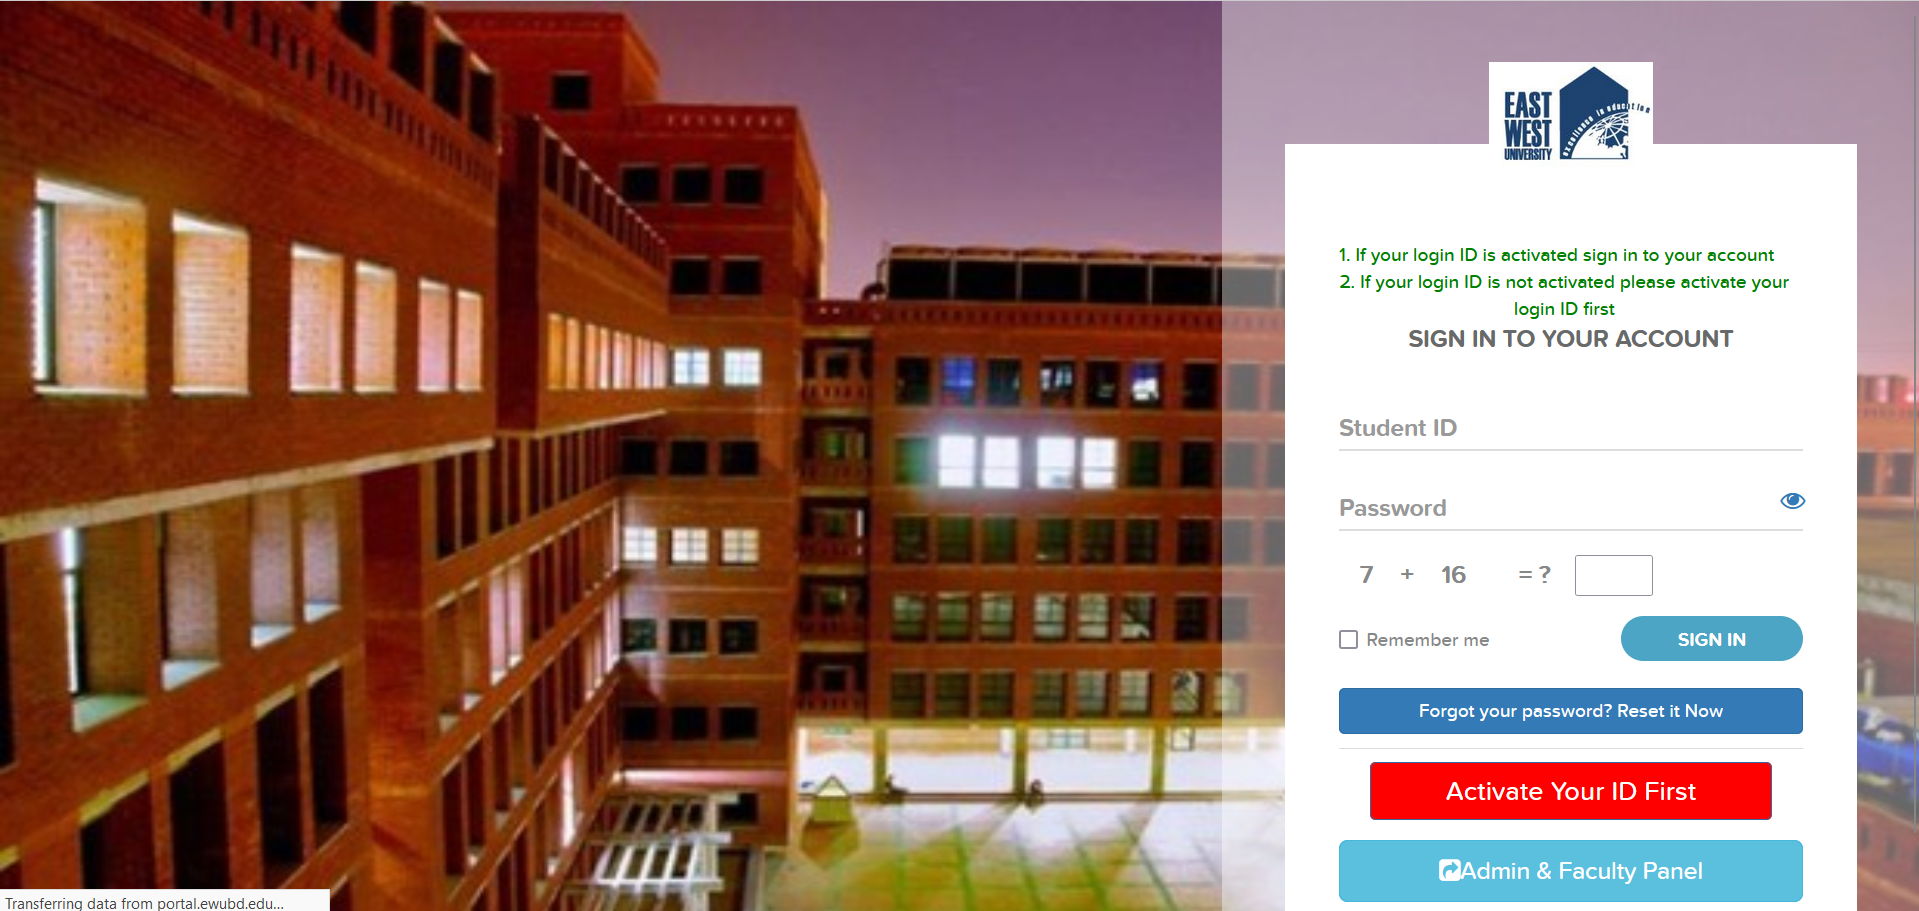 EAST
WEST
UNIVERSITY
excellence in education
1. If your login ID is activated sign in to your account
2. If your login ID is not activated please activate your
login ID first
SIGN IN TO YOUR ACCOUNT
Student ID
Password
7 + 16 = ?
Remember me
SIGN IN
Forgot your password? Reset it Now
Activate Your ID First
Admin & Faculty Panel
Transferring data from portal.ewubd.edu...